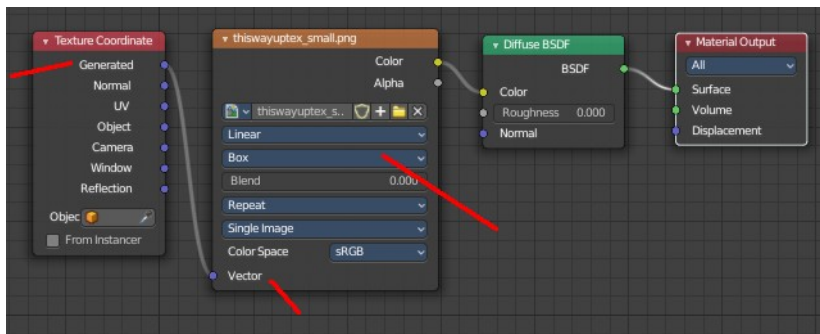 Texture Coordinate
Generated
Normal
UV
Object
Camera
Window
Reflection
Objec
From Instancer
thiswayuptex_small.png
Color
Alpha
thiswayuptex_s..
Linear
Box
Blend 0.000
Repeat
Single Image
Color Space sRGB
Vector
Diffuse BSDF
BSDF
Color
Roughness 0.000
Normal
Material Output
All
Surface
Volume
Displacement